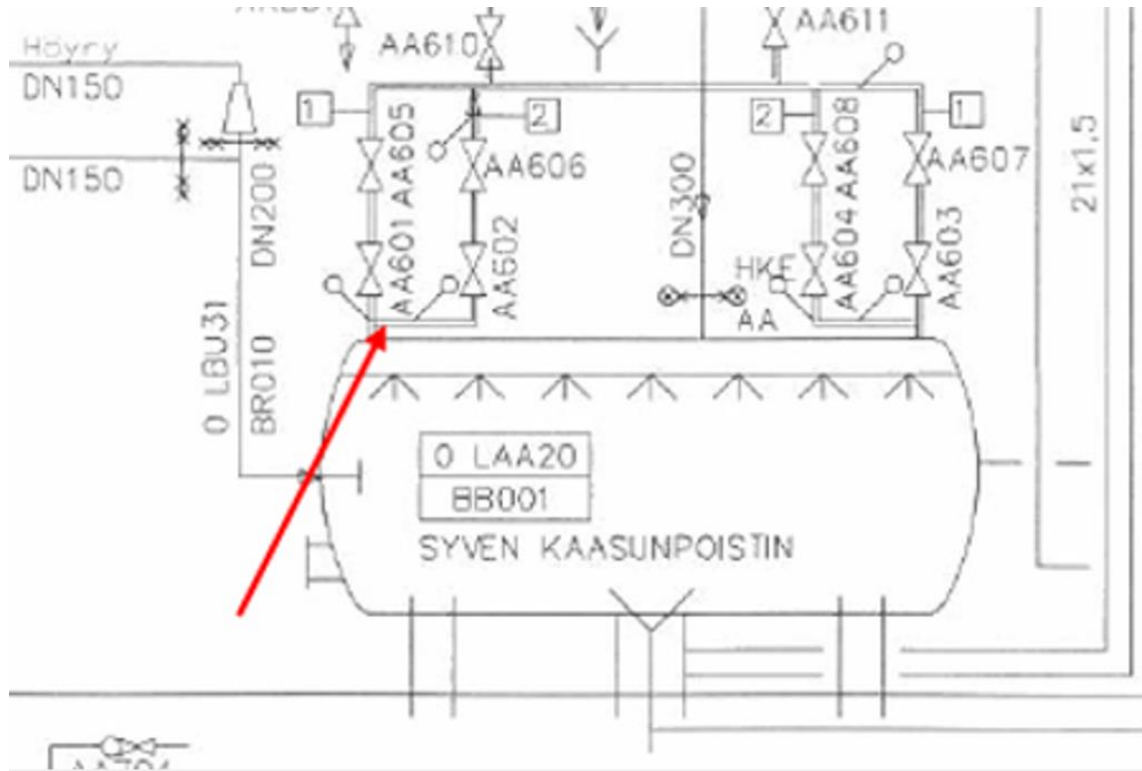 AA610
AA611
Höyry
DN150
1
AA605
2
AA606
2
AA608
1
AA607
DN150
DN200
DN300
21x1,5
AA601
AA602
HKE
AA
AA604
AA603
0 LBU31
BR010
0 LAA20
BB001
SYVEN KAASUNPOISTIN